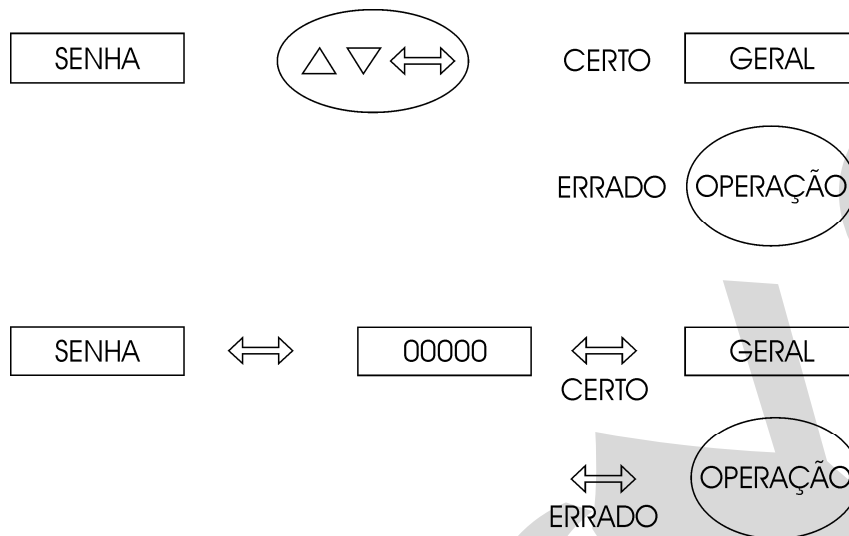 SENHA CERTO GERAL
ERRADO OPERAÇÃO
SENHA 00000 GERAL
CERTO
OPERAÇÃO
ERRADO